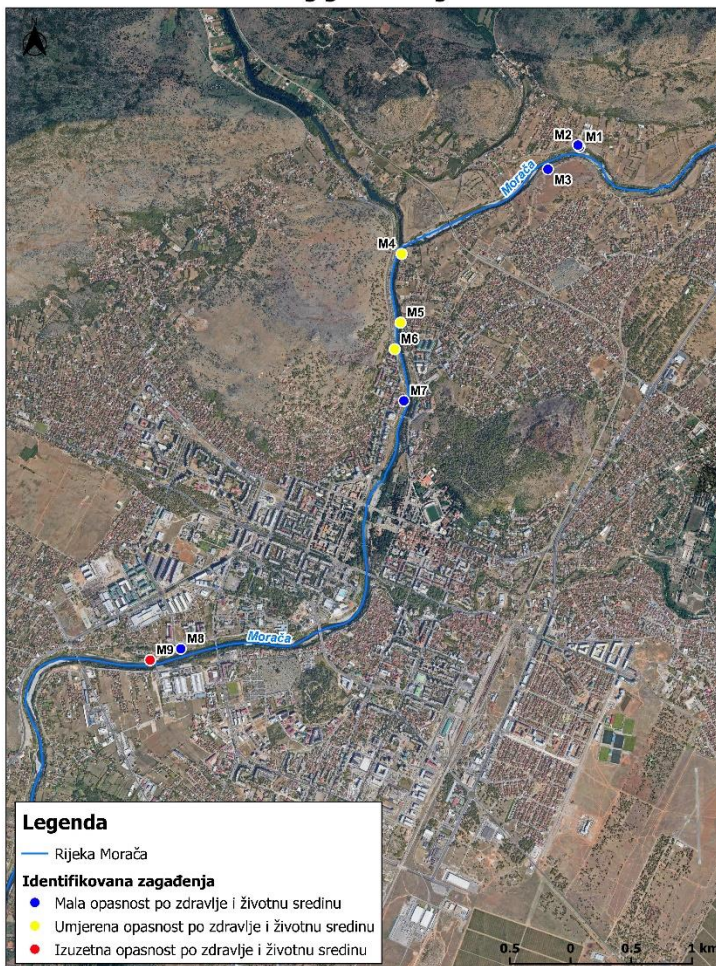 M2
M1
Morača
M3
M4
M5
M6
M7
M8
Morača
M9
Legenda
Rijeka Morača
Identifikovana zagađenja
Mala opasnost po zdravlje i životnu sredinu
Umjerena opasnost po zdravlje i životnu sredinu
Izuzetna opasnost po zdravlje i životnu sredinu
0.5 0 0.5 1 km